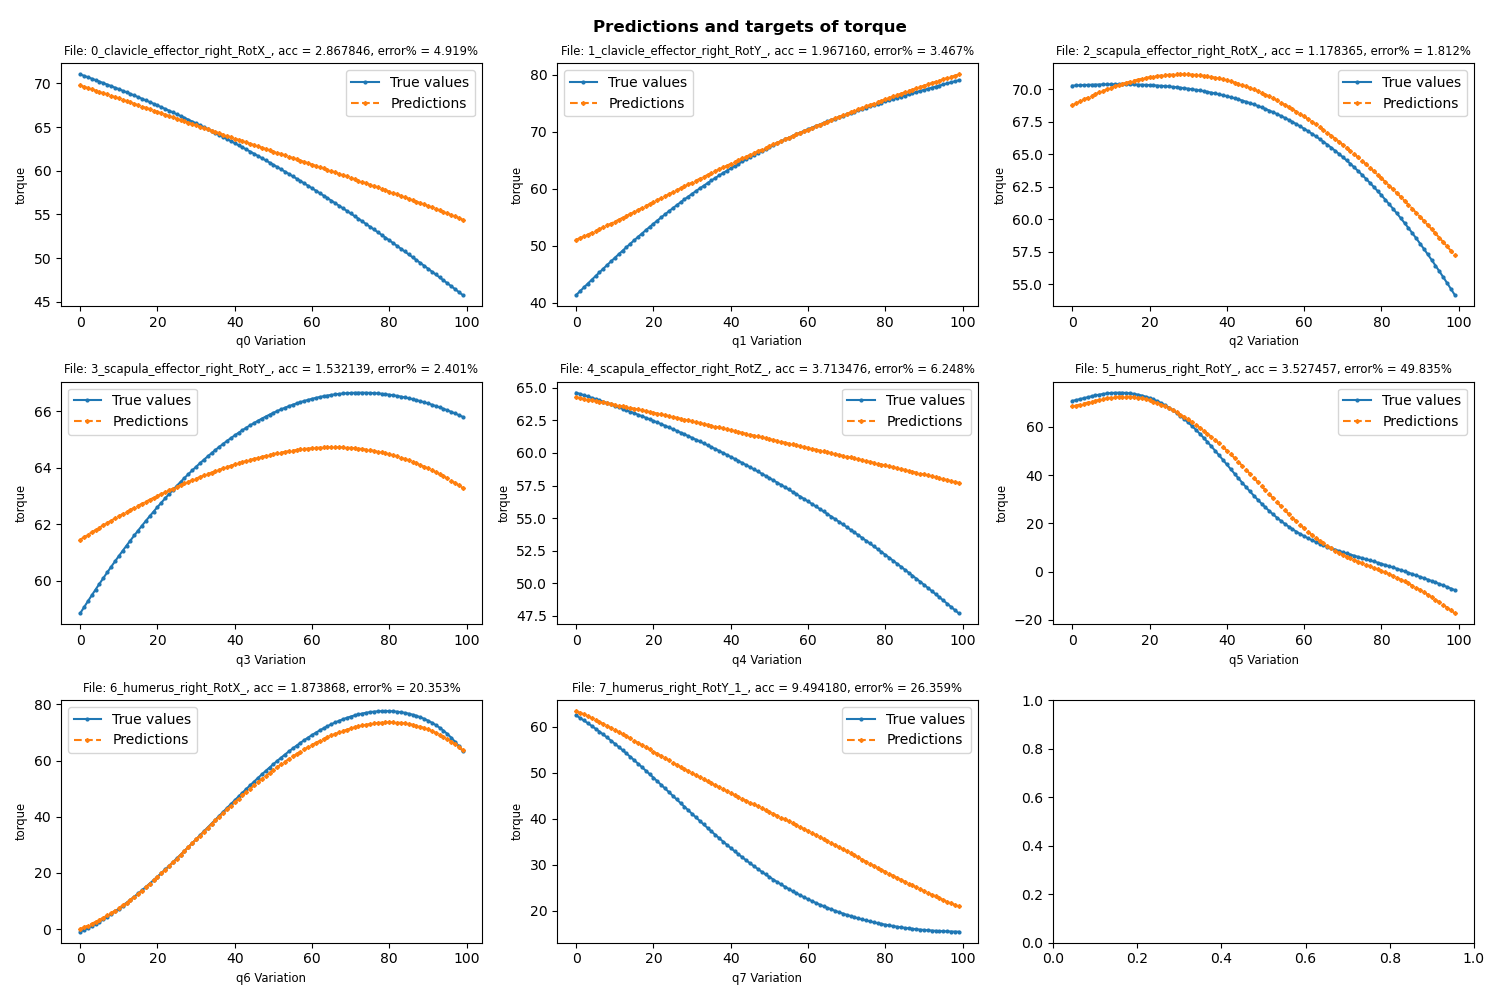 Predictions and targets of torque
File: 0_clavicle_effector_right_RotX_, acc = 2.867846, error% = 4.919%
True values
Predictions
torque
70
65
60
55
50
45
0 20 40 60 80 100
q0 Variation
File: 1_clavicle_effector_right_RotY_, acc = 1.967160, error% = 3.467%
True values
Predictions
torque
80
70
60
50
40
0 20 40 60 80 100
q1 Variation
File: 2_scapula_effector_right_RotX_, acc = 1.178365, error% = 1.812%
True values
Predictions
torque
70.0
67.5
65.0
62.5
60.0
57.5
55.0
0 20 40 60 80 100
q2 Variation
File: 3_scapula_effector_right_RotY_, acc = 1.532139, error% = 2.401%
True values
Predictions
torque
66
64
62
60
0 20 40 60 80 100
q3 Variation
File: 4_scapula_effector_right_RotZ_, acc = 3.713476, error% = 6.248%
True values
Predictions
torque
65.0
62.5
60.0
57.5
55.0
52.5
50.0
47.5
0 20 40 60 80 100
q4 Variation
File: 5_humerus_right_RotY_, acc = 3.527457, error% = 49.835%
True values
Predictions
torque
60
40
20
0
−20
0 20 40 60 80 100
q5 Variation
File: 6_humerus_right_RotX_, acc = 1.873868, error% = 20.353%
True values
Predictions
torque
80
60
40
20
0
0 20 40 60 80 100
q6 Variation
File: 7_humerus_right_RotY_1_, acc = 9.494180, error% = 26.359%
True values
Predictions
torque
60
50
40
30
20
0 20 40 60 80 100
q7 Variation
1.0
0.8
0.6
0.4
0.2
0.0
0.0 0.2 0.4 0.6 0.8 1.0